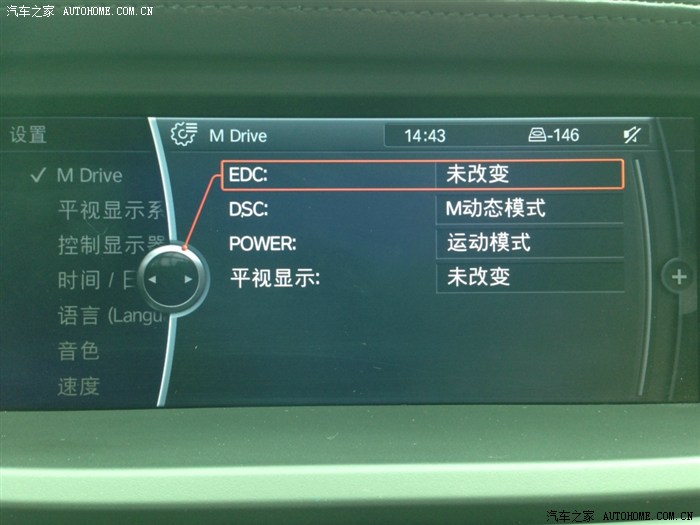 汽车之家 AUTOHOME.COM.CN
设置
M Drive
14:43
-146
M Drive
平视显示系
控制显示器
时间 /
语言 (Langu
音色
速度
EDC: 未改变
DSC: M动态模式
POWER: 运动模式
平视显示: 未改变
汽车之家 AUTOHOME.COM.CN